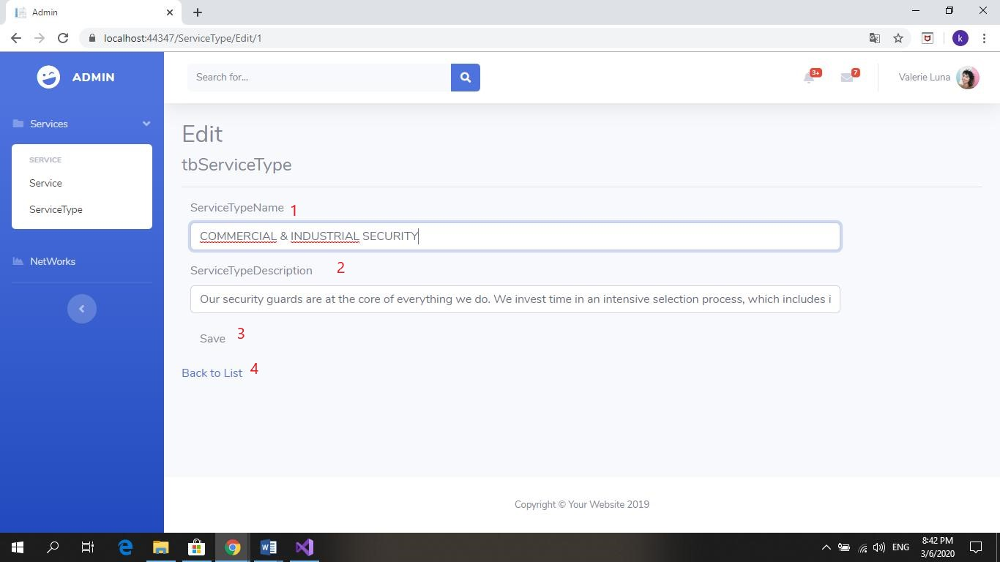 Admin
localhost:44347/ServiceType/Edit/1
k
ADMIN
Search for...
3+
7
Valerie Luna
Services
SERVICE
Service
ServiceType
NetWorks
Edit
tbServiceType
ServiceTypeName 1
COMMERCIAL & INDUSTRIAL SECURITY
ServiceTypeDescription 2
Our security guards are at the core of everything we do. We invest time in an intensive selection process, which includes i
Save 3
Back to List 4
Copyright © Your Website 2019
ENG
8:42 PM
3/6/2020